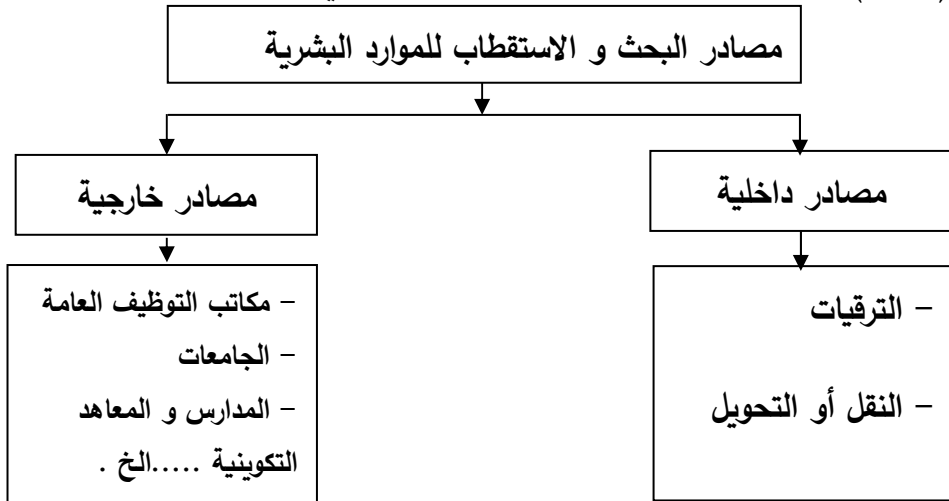 مصادر البحث و الاستقطاب للموارد البشرية
مصادر داخلية
مصادر خارجية
- الترقيات
- النقل أو التحويل
- مكاتب التوظيف العامة
- الجامعات
- المدارس و المعاهد
التكوينية .....الخ .